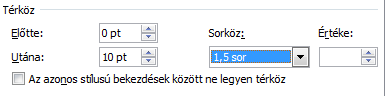 Térköz
Előtte: 0 pt Sorköz: Értéke:
Utána: 10 pt 1,5 sor
Az azonos stílusú bekezdések között ne legyen térköz